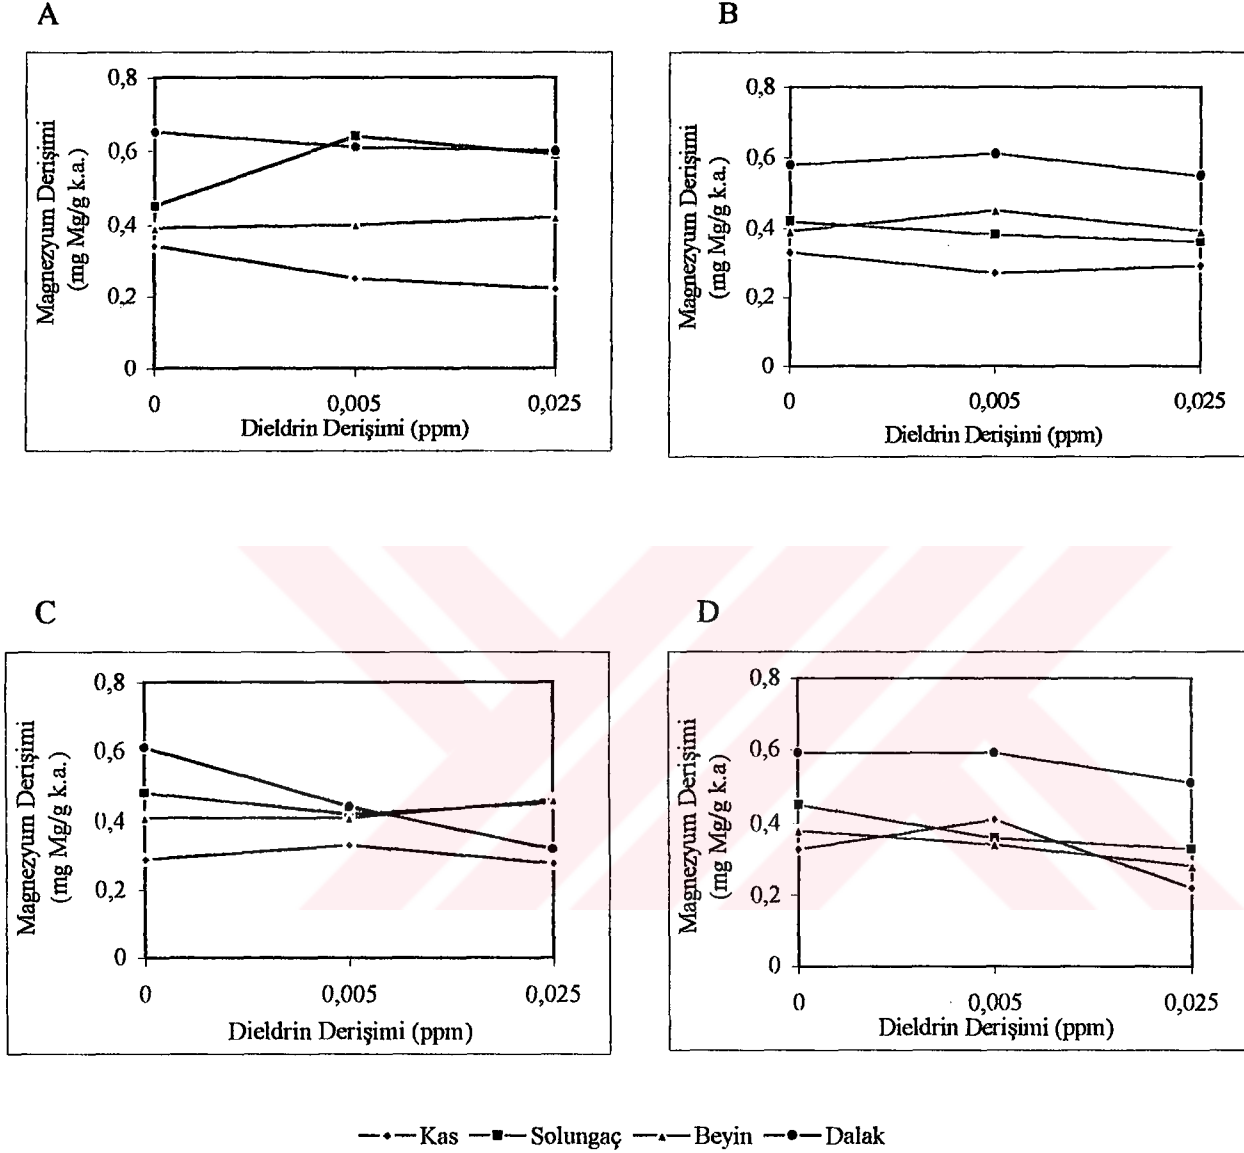 A
0,8
0,6
0,4
0,2
0
Magnezyum Derişimi
(mg Mg/g k.a.)
0 0,005 0,025
Dieldrin Derişimi (ppm)
B
0,8
0,6
0,4
0,2
0
Magnezyum Derişimi
(mg Mg/g k.a.)
0 0,005 0,025
Dieldrin Derişimi (ppm)
C
0,8
0,6
0,4
0,2
0
Magnezyum Derişimi
(mg Mg/g k.a.)
0 0,005 0,025
Dieldrin Derişimi (ppm)
D
0,8
0,6
0,4
0,2
0
Magnezyum Derişimi
(mg Mg/g k.a)
0 0,005 0,025
Dieldrin Derişimi (ppm)
Kas Solungaç Beyin Dalak